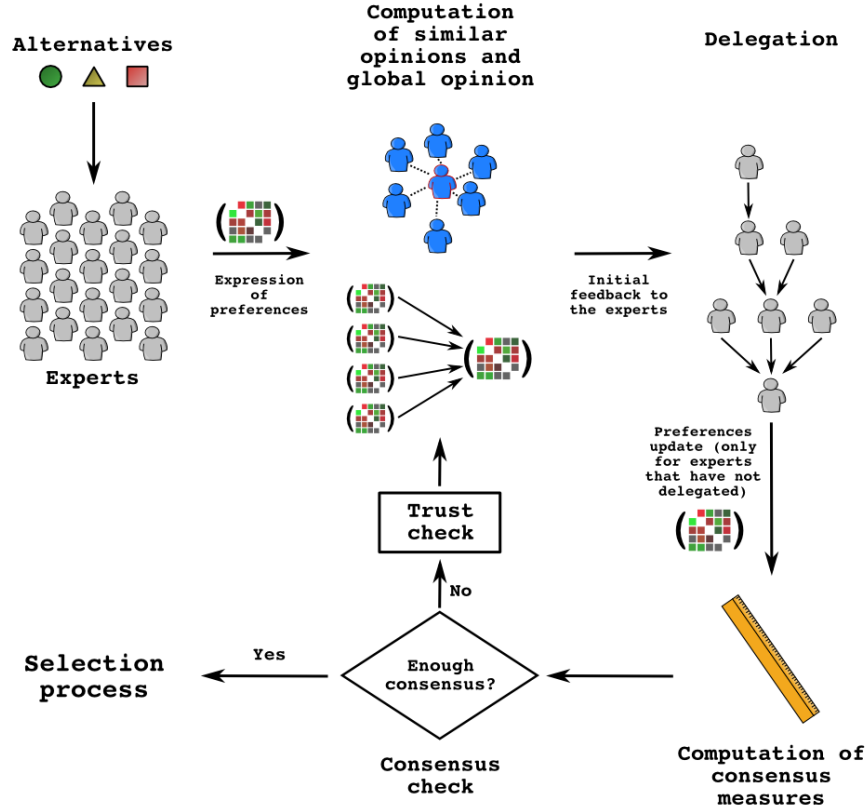 Alternatives
Computation
of similar
opinions and
global opinion
Delegation
Expression
of
preferences
Initial
feedback to
the experts
Experts
Preferences
update (only
for experts
that have not
delegated)
Trust
check
No
Yes
Enough
consensus?
Selection
process
Consensus
check
Computation of
consensus
measures